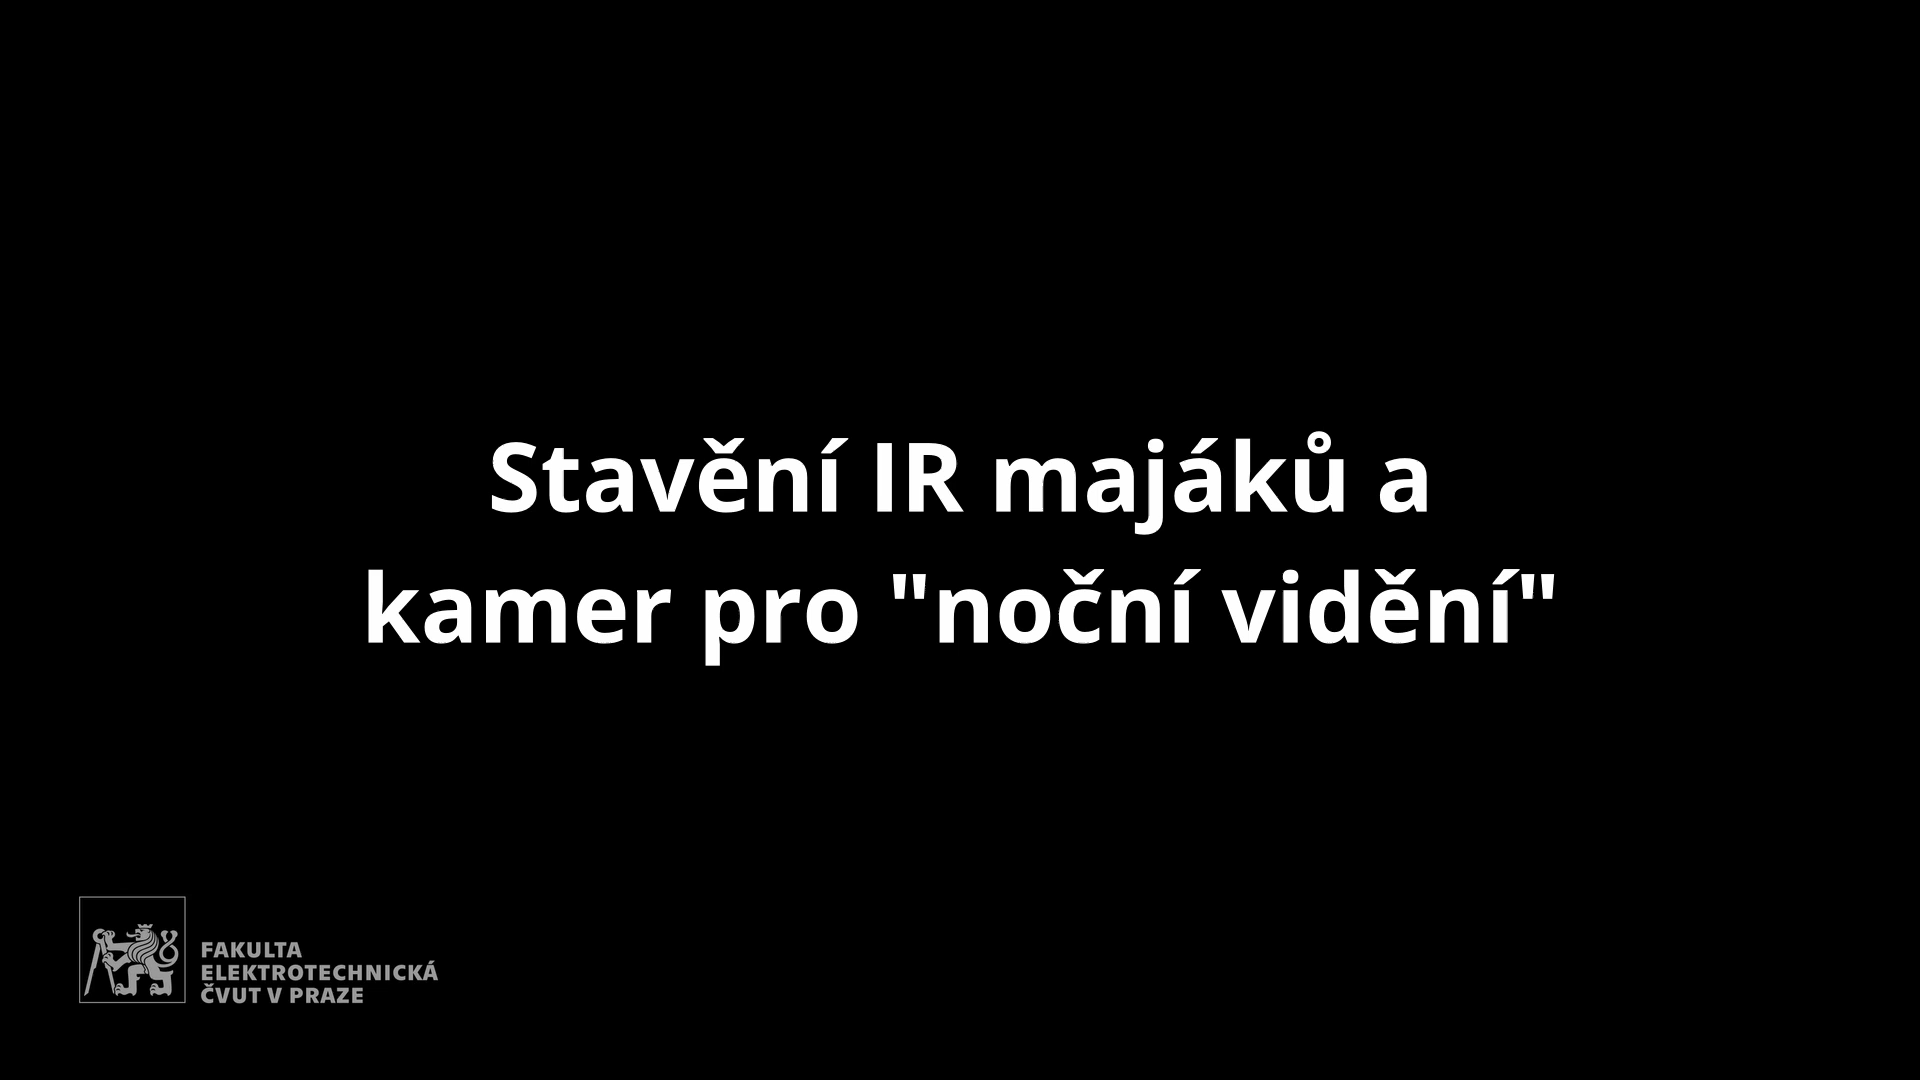 Stavění IR majáků a
kamer pro "noční vidění"
FAKULTA
ELEKTROTECHNICKÁ
ČVUT V PRAZE